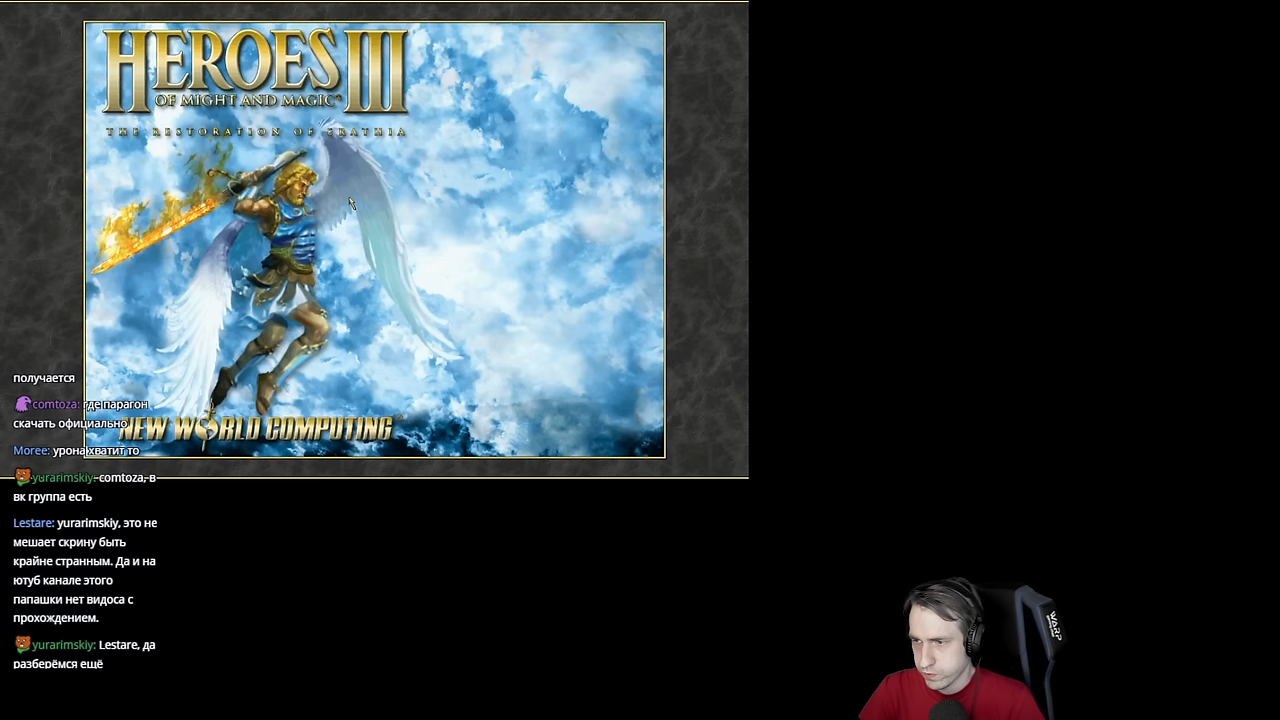 HEROES III
OF MIGHT AND MAGIC
THE RESTORATION OF ERATHIA
NEW WORLD COMPUTING
получается
comtoza: где парагон
скачать официально
Moree: урона хватит то
yurarimskiy: comtoza, в
вк группа есть
Lestare: yurarimskiy, это не
мешает скрину быть
крайне странным. Да и на
ютуб канале этого
папашки нет видоса с
прохождением.
yurarimskiy: Lestare, да
разберёмся ещё
WARP